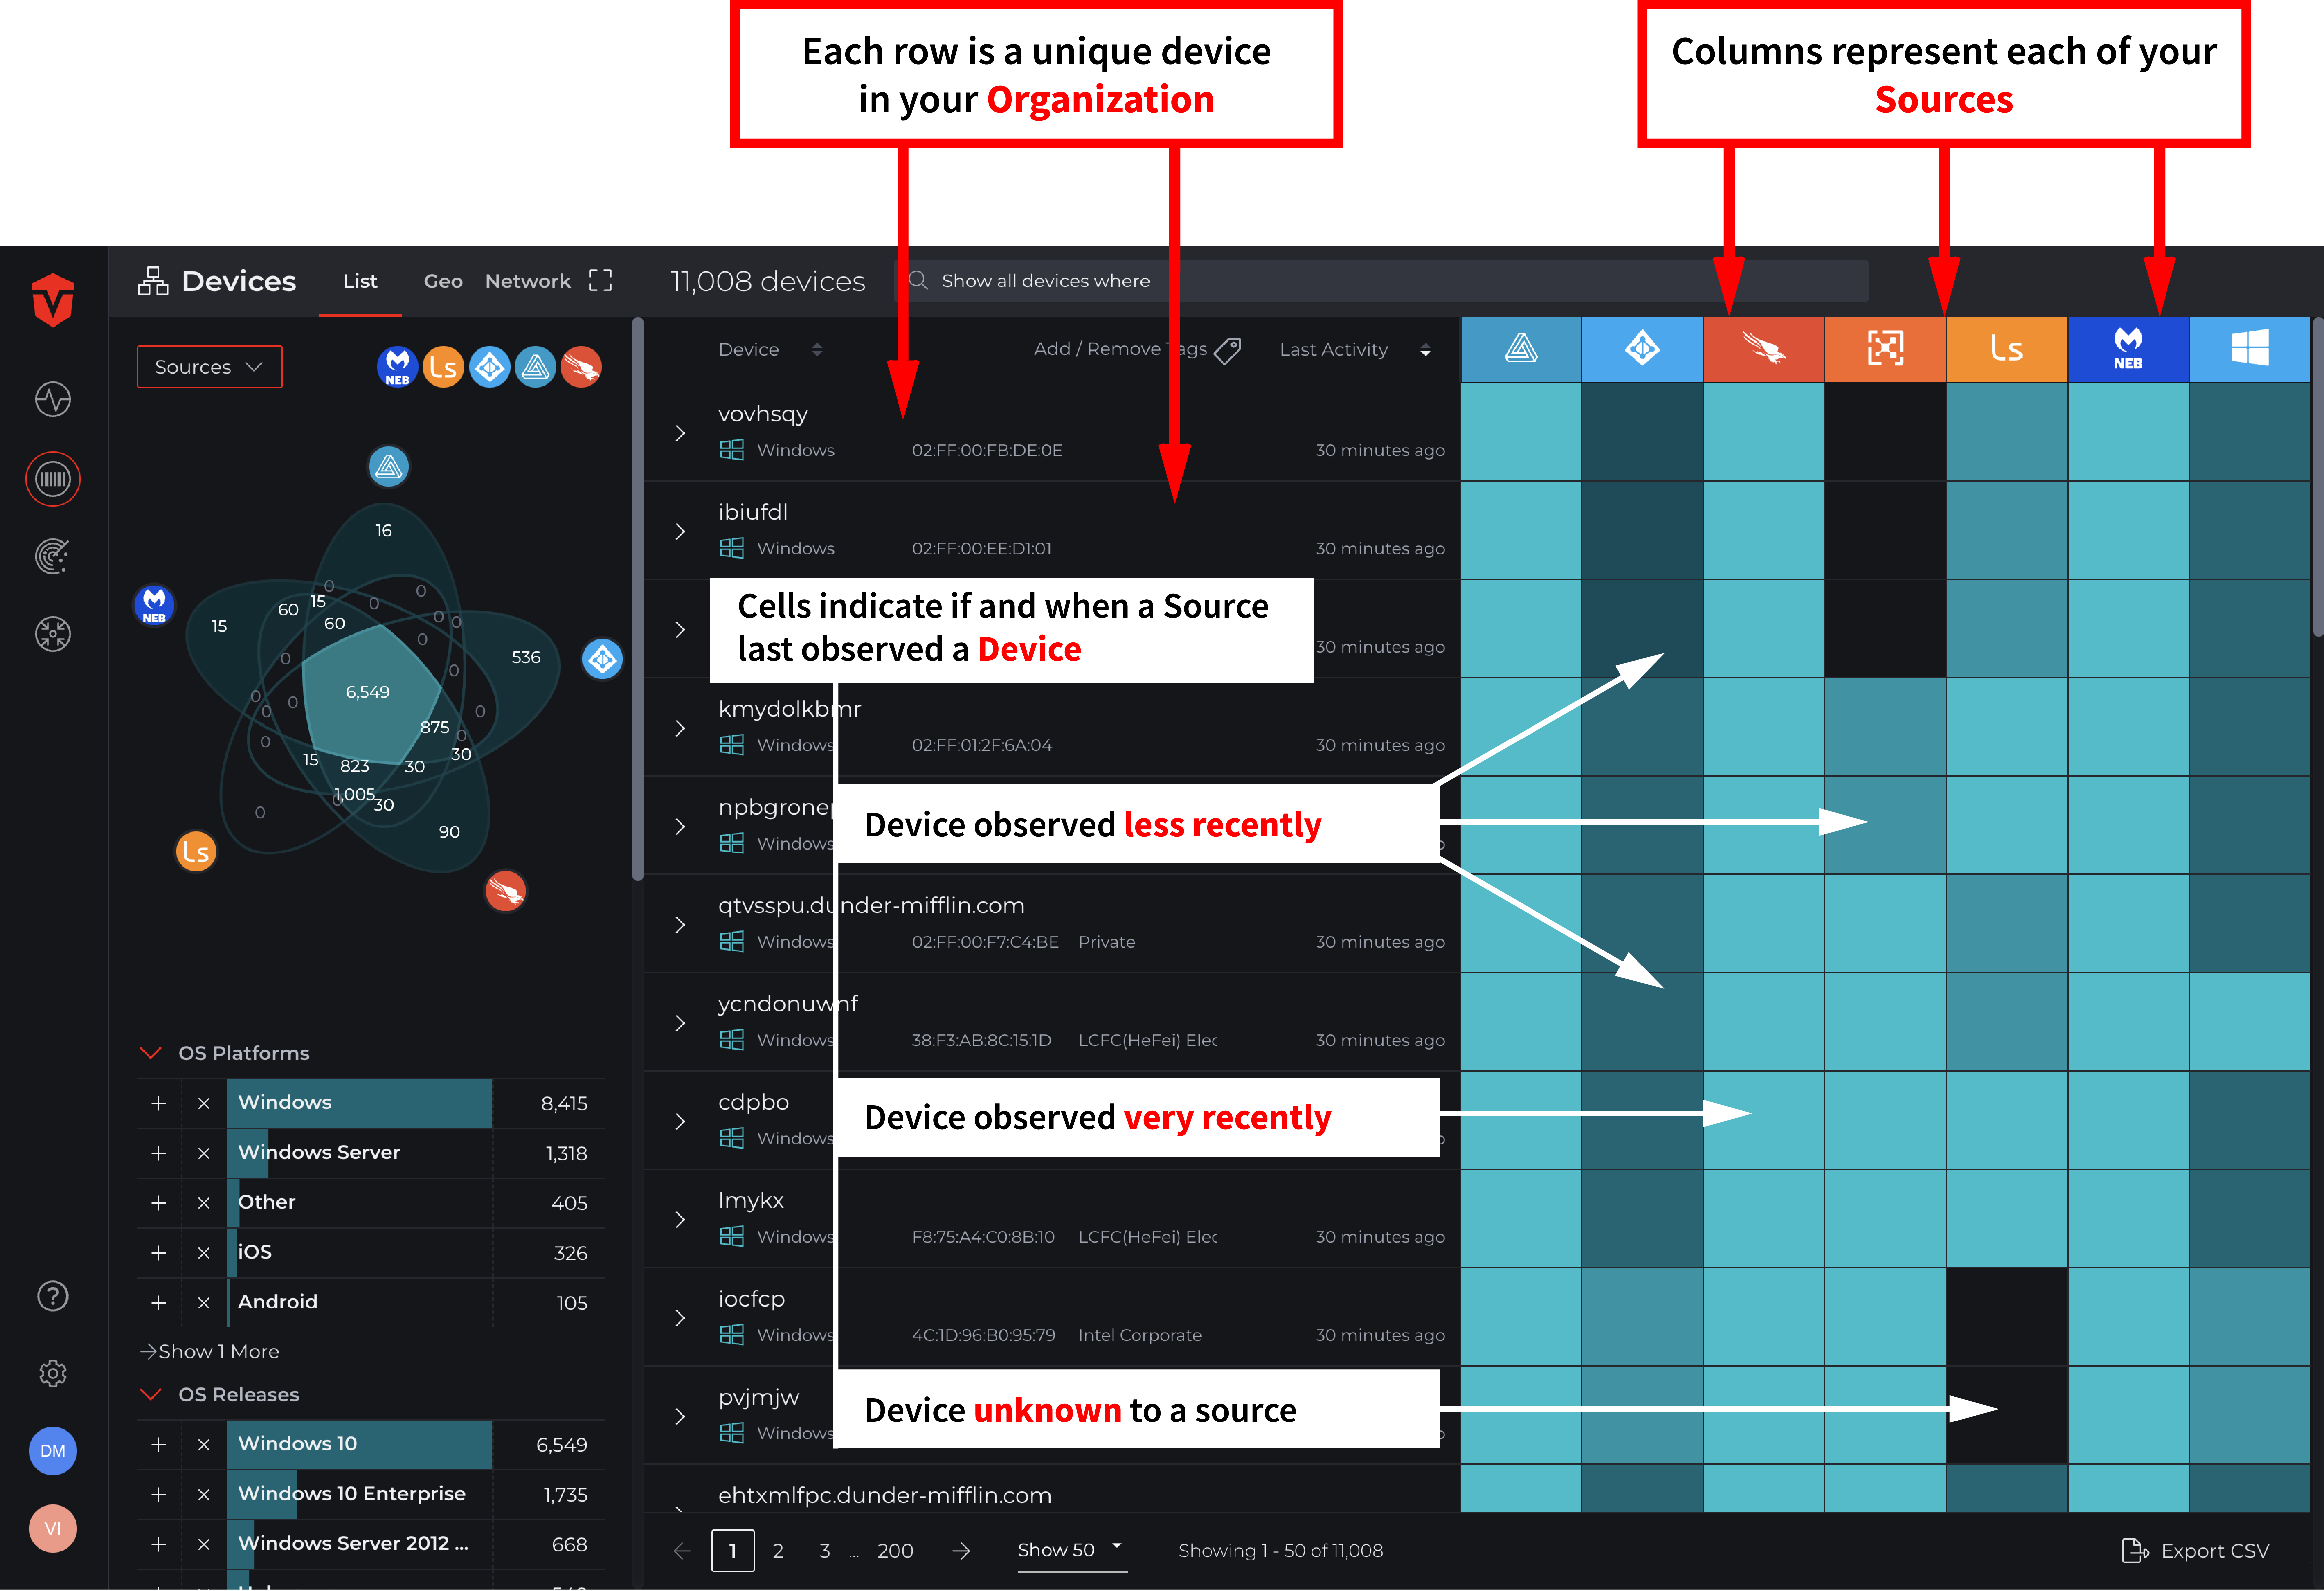 Each row is a unique device
in your Organization
Columns represent each of your
Sources
Devices
List
Geo
Network
11,008 devices
Show all devices where
Sources
NEB
Ls
Device
Add / Remove Tags
Last Activity
Ls
NEB
16
NEB
15
60
15
60
0
0
0
0
0
0
536
0
0
6,549
0
0
0
0
0
875
0
30
15
823
30
1,005
0
30
0
90
Ls
vovhsqy
Windows
02:FF:00:FB:DE:0E
30 minutes ago
ibiufdl
Windows
02:FF:00:EE:D1:01
30 minutes ago
Cells indicate if and when a Source
last observed a Device
30 minutes ago
kmydolkbmr
Windows
02:FF:01:2F:6A:04
30 minutes ago
npbgrone
Windows
Device observed less recently
qtvsspu.dunder-mifflin.com
Windows
02:FF:00:F7:C4:BE
Private
30 minutes ago
ycndonuwnf
Windows
38:F3:AB:8C:15:1D
LCFC(HeFei) Elec
30 minutes ago
cdpbo
Windows
Device observed very recently
lmykx
Windows
F8:75:A4:C0:8B:10
LCFC(HeFei) Elec
30 minutes ago
iocfcp
Windows
4C:1D:96:B0:95:79
Intel Corporate
30 minutes ago
pvjmjw
Windows
Device unknown to a source
ehtxmlfpc.dunder-mifflin.com
OS Platforms
Windows
8,415
Windows Server
1,318
Other
405
iOS
326
Android
105
Show 1 More
OS Releases
Windows 10
6,549
Windows 10 Enterprise
1,735
Windows Server 2012 ...
668
DM
VI
1
2
3
...
200
Show 50
Showing 1 - 50 of 11,008
Export CSV